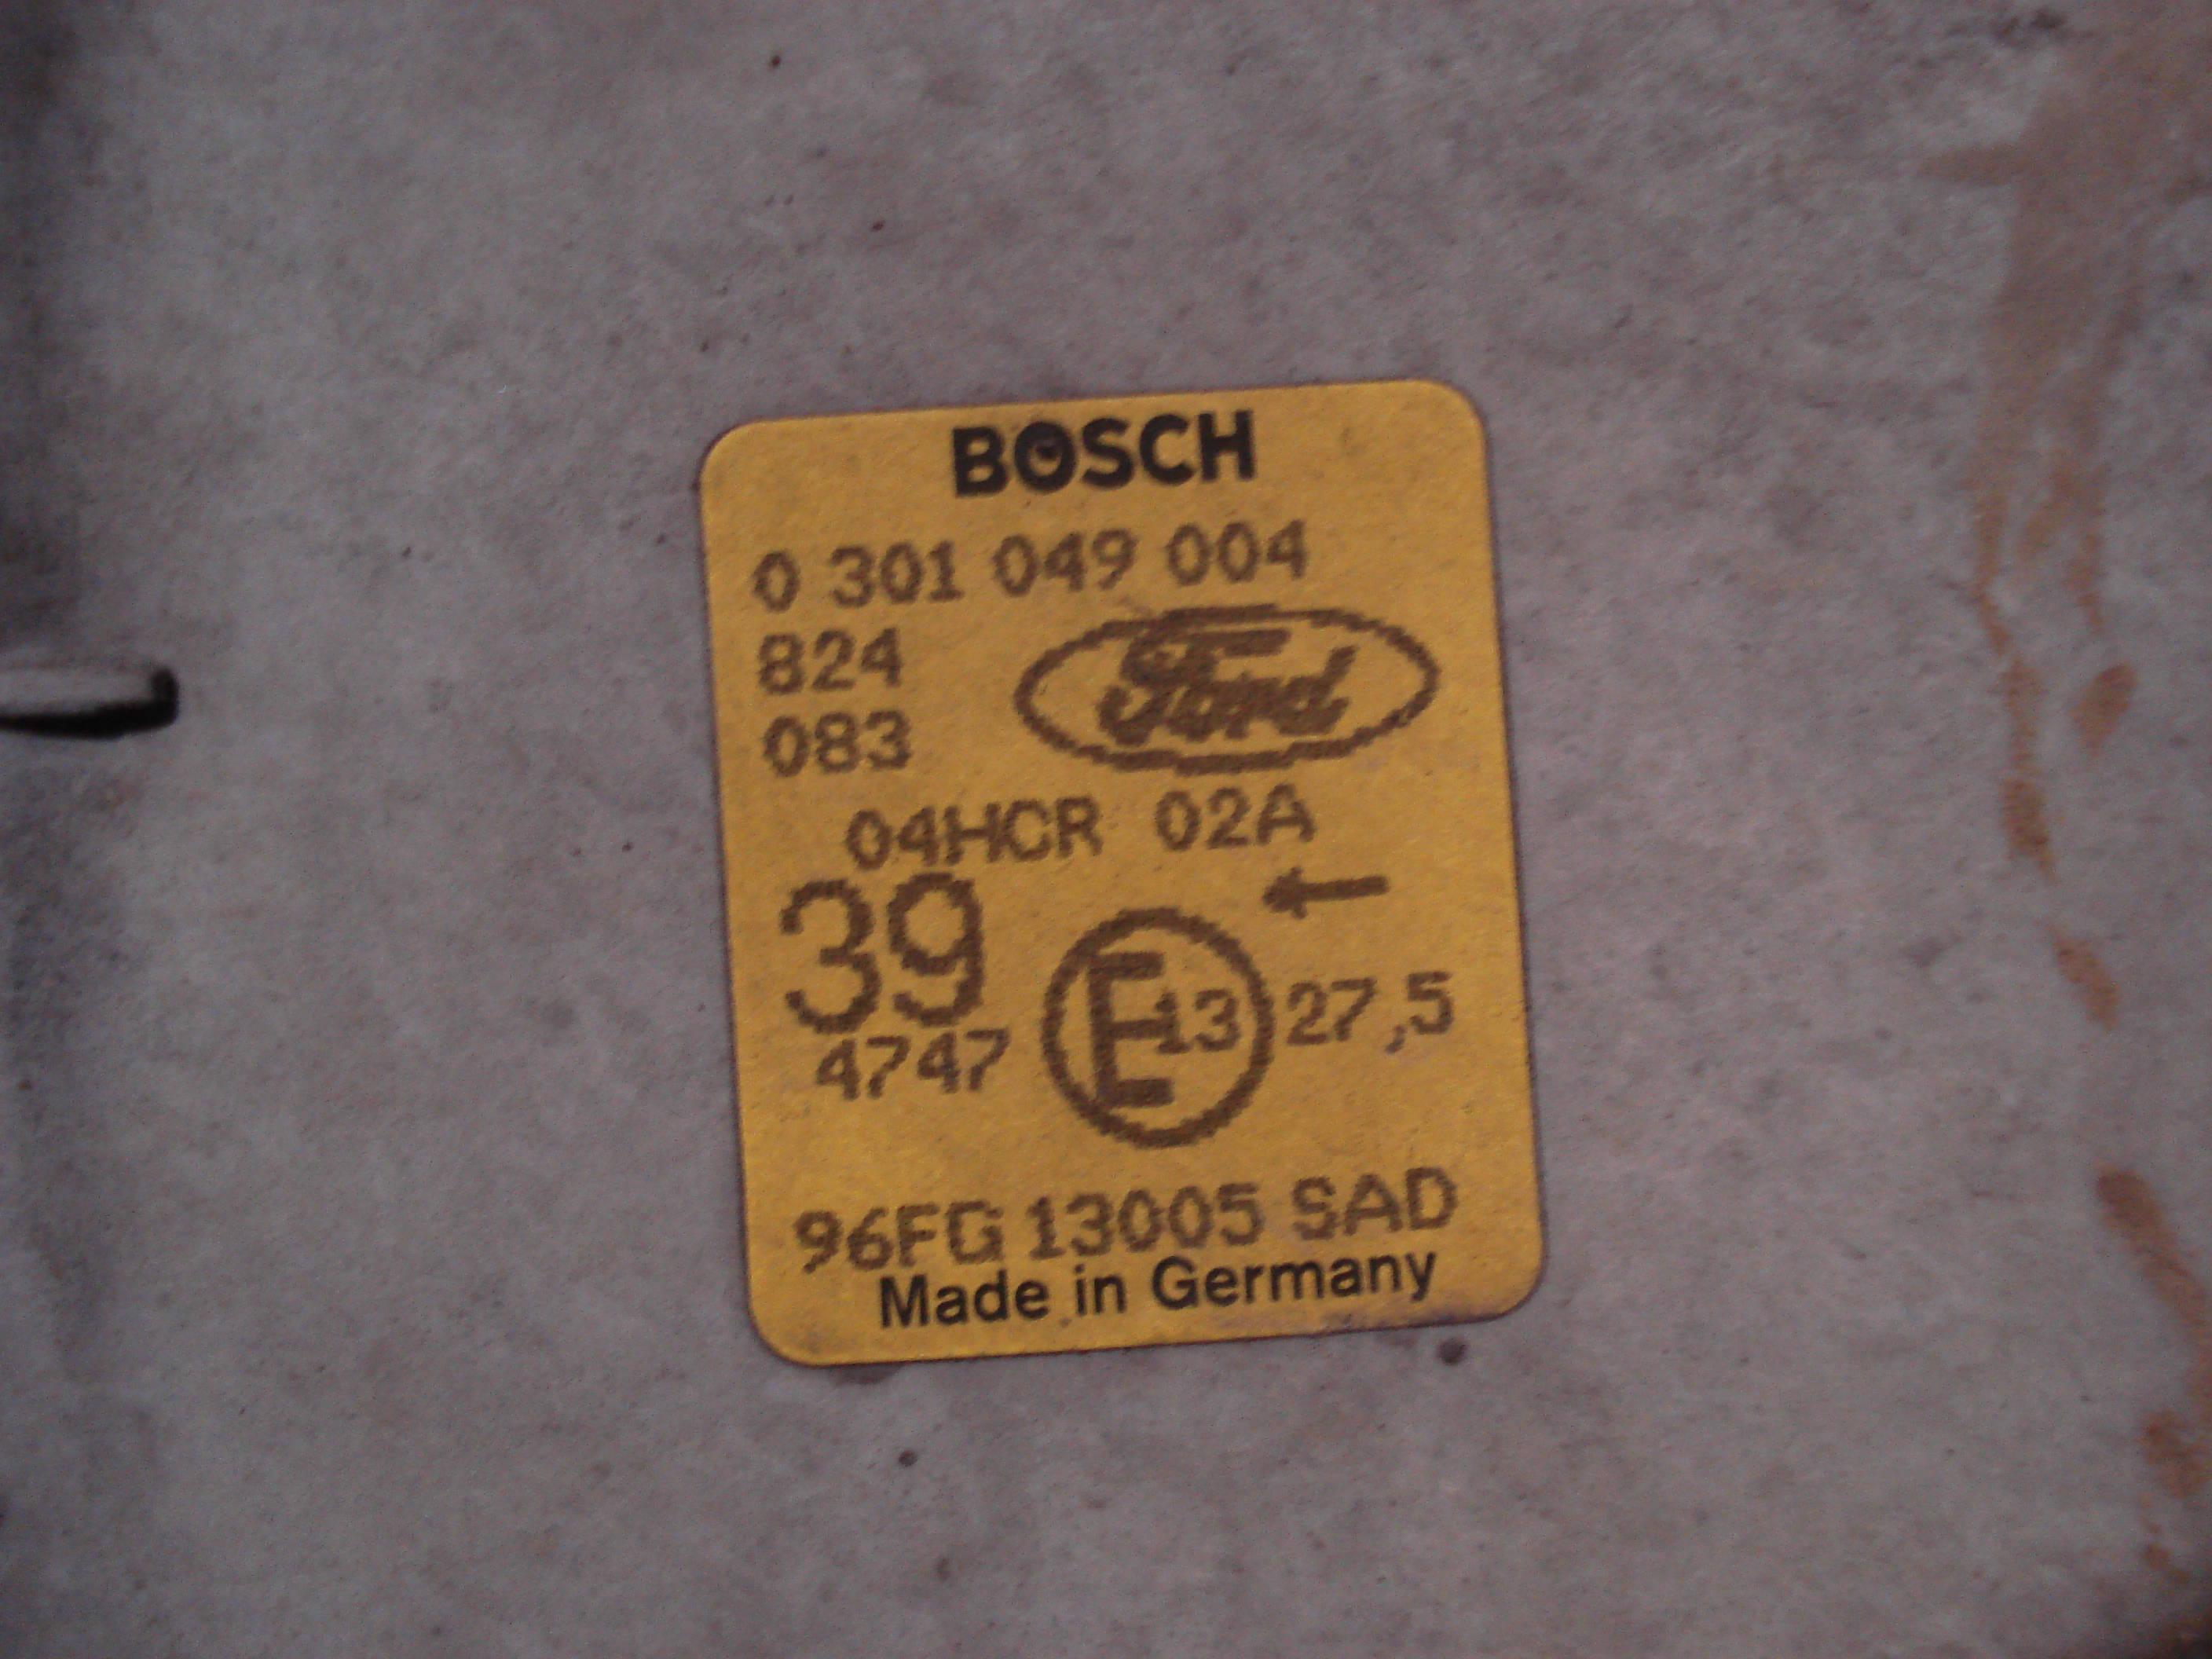 BOSCH
0 301 049 004
824
Ford
083
04HCR 02A
39
←
E13 27,5
4747
96FG 13005 SAD
Made in Germany